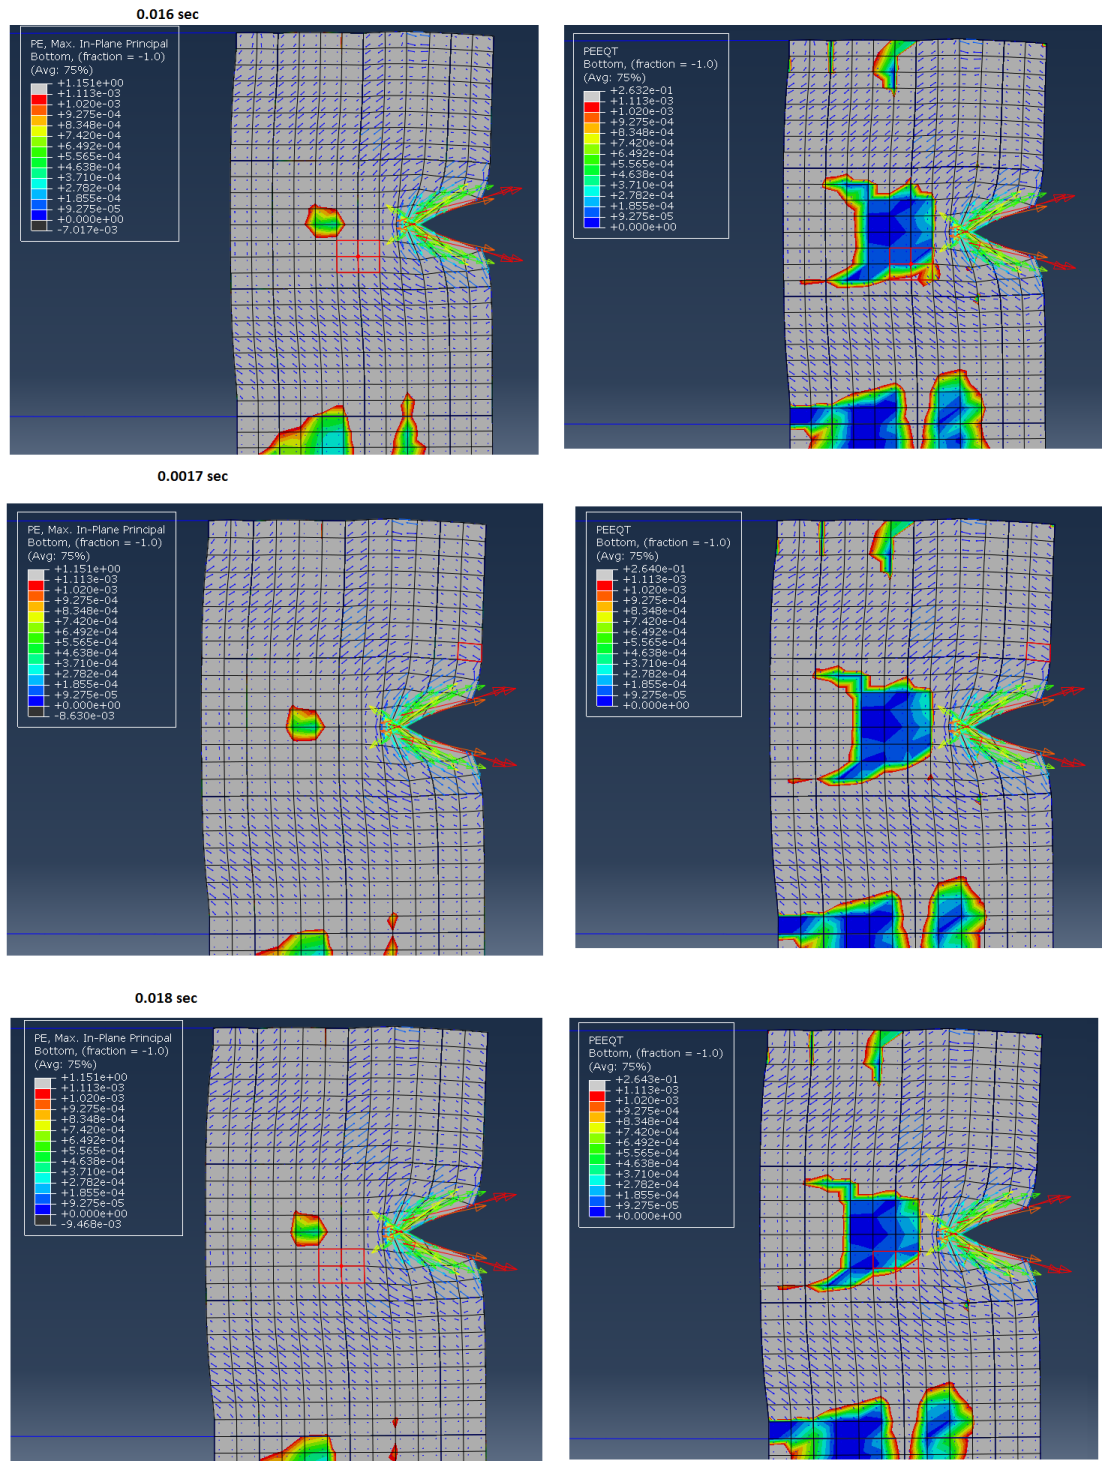 0.016 sec
PE, Max. In-Plane Principal
Bottom, (fraction = -1.0)
(Avg: 75%)
+1.151e+00
+1.113e-03
+1.020e-03
+9.275e-04
+8.348e-04
+7.420e-04
+6.492e-04
+5.565e-04
+4.638e-04
+3.710e-04
+2.782e-04
+1.855e-04
+9.275e-05
+0.000e+00
-7.017e-03
PEEQT
Bottom, (fraction = -1.0)
(Avg: 75%)
+2.632e-01
+1.113e-03
+1.020e-03
+9.275e-04
+8.348e-04
+7.420e-04
+6.492e-04
+5.565e-04
+4.638e-04
+3.710e-04
+2.782e-04
+1.855e-04
+9.275e-05
+0.000e+00
0.0017 sec
PE, Max. In-Plane Principal
Bottom, (fraction = -1.0)
(Avg: 75%)
+1.151e+00
+1.113e-03
+1.020e-03
+9.275e-04
+8.348e-04
+7.420e-04
+6.492e-04
+5.565e-04
+4.638e-04
+3.710e-04
+2.782e-04
+1.855e-04
+9.275e-05
+0.000e+00
-8.630e-03
PEEQT
Bottom, (fraction = -1.0)
(Avg: 75%)
+2.640e-01
+1.113e-03
+1.020e-03
+9.275e-04
+8.348e-04
+7.420e-04
+6.492e-04
+5.565e-04
+4.638e-04
+3.710e-04
+2.782e-04
+1.855e-04
+9.275e-05
+0.000e+00
0.018 sec
PE, Max. In-Plane Principal
Bottom, (fraction = -1.0)
(Avg: 75%)
+1.151e+00
+1.113e-03
+1.020e-03
+9.275e-04
+8.348e-04
+7.420e-04
+6.492e-04
+5.565e-04
+4.638e-04
+3.710e-04
+2.782e-04
+1.855e-04
+9.275e-05
+0.000e+00
-9.468e-03
PEEQT
Bottom, (fraction = -1.0)
(Avg: 75%)
+2.643e-01
+1.113e-03
+1.020e-03
+9.275e-04
+8.348e-04
+7.420e-04
+6.492e-04
+5.565e-04
+4.638e-04
+3.710e-04
+2.782e-04
+1.855e-04
+9.275e-05
+0.000e+00